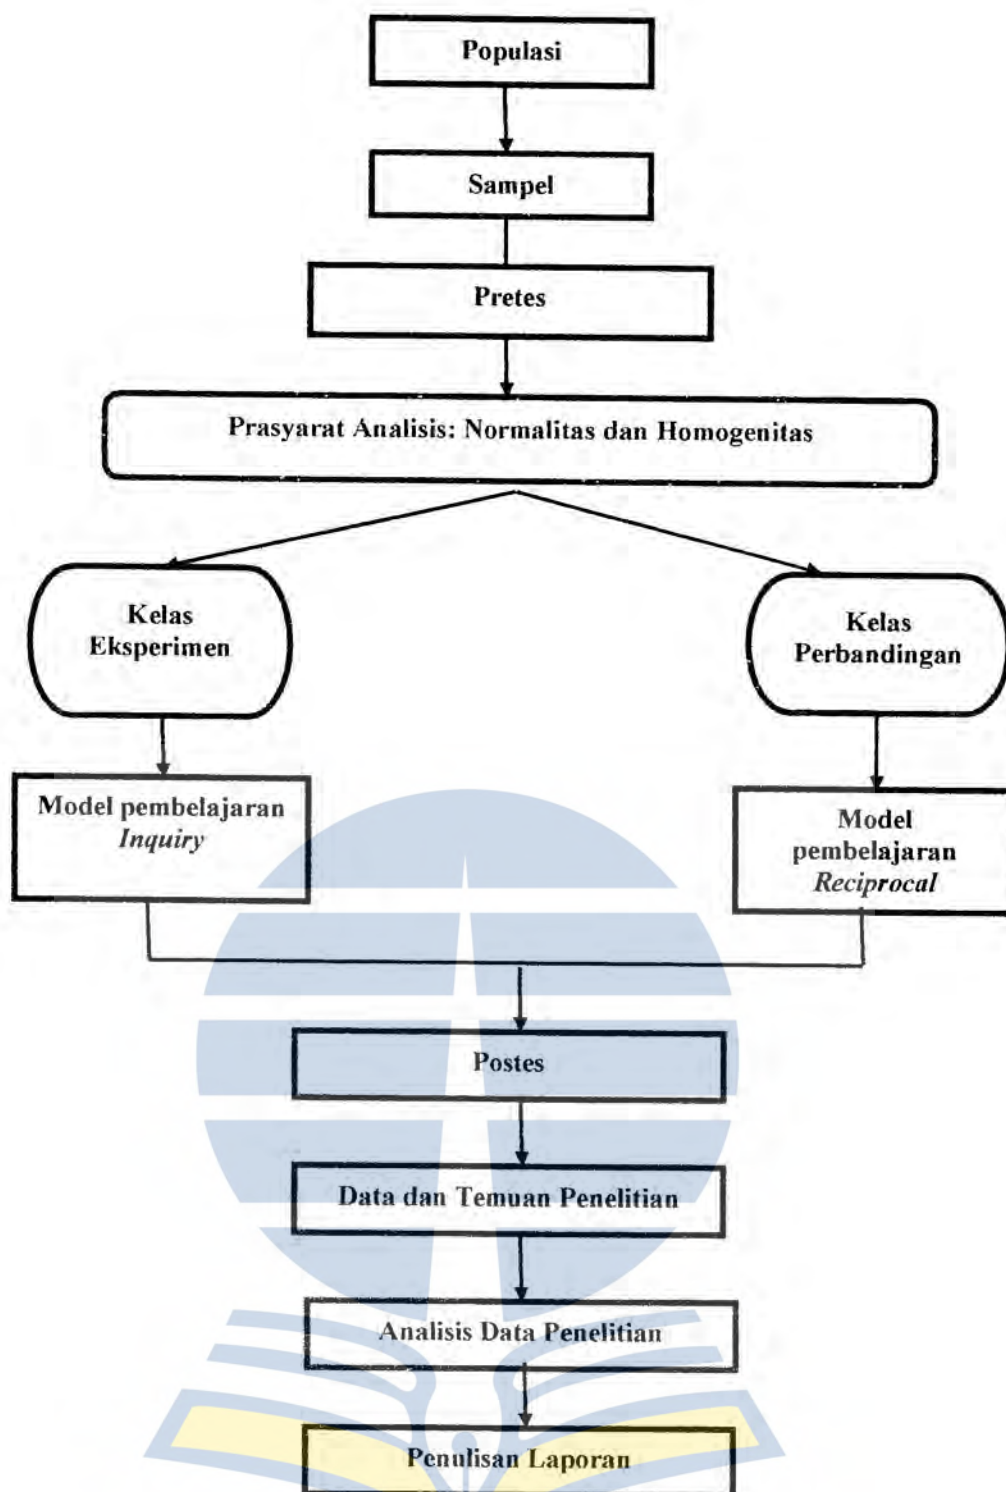 Populasi
Sampel
Pretes
Prasyarat Analisis: Normalitas dan Homogenitas
Kelas
Eksperimen
Kelas
Perbandingan
Model pembelajaran
Inquiry
Model
pembelajaran
Reciprocal
Postes
Data dan Temuan Penelitian
Analisis Data Penelitian
Penulisan Laporan